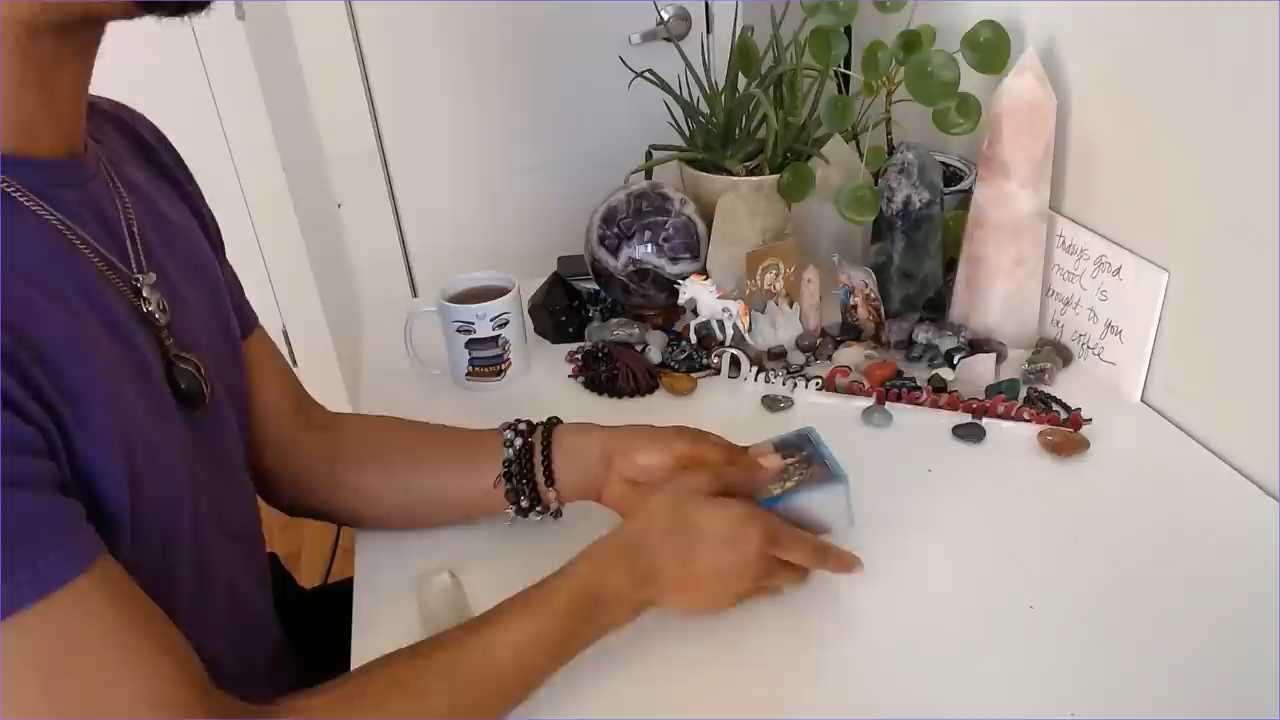 today's good
mood is
brought to you
by coffee
Divine Conversations